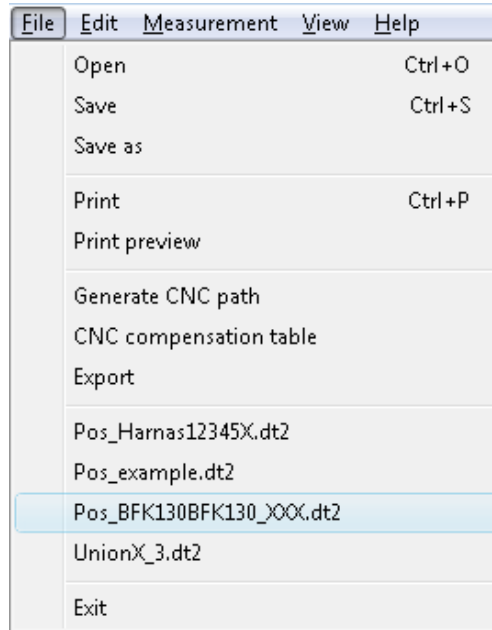 File Edit Measurement View Help
Open Ctrl+O
Save Ctrl+S
Save as
Print Ctrl+P
Print preview
Generate CNC path
CNC compensation table
Export
Pos_Harnas12345X.dt2
Pos_example.dt2
Pos_BFK130BFK130_XXX.dt2
UnionX_3.dt2
Exit